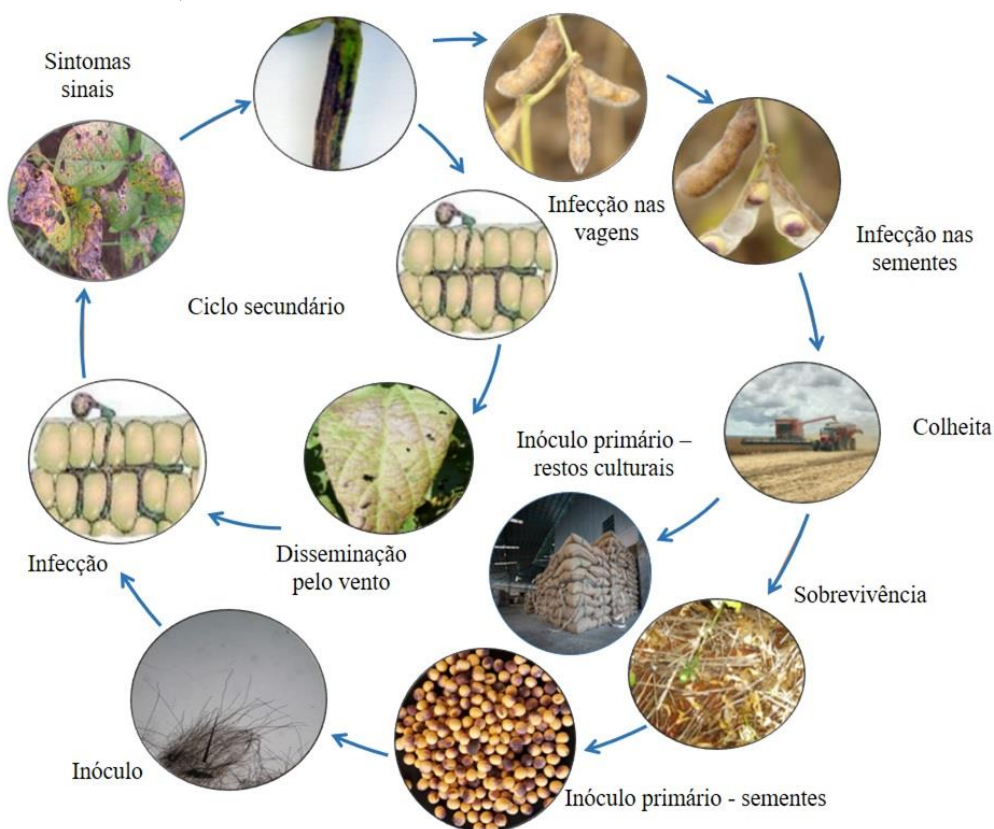 Sintomas
sinais
Infecção nas
vagens
Infecção nas
sementes
Ciclo secundário
Colheita
Inóculo primário –
restos culturais
Infecção
Disseminação
pelo vento
Sobrevivência
Inóculo
Inóculo primário - sementes